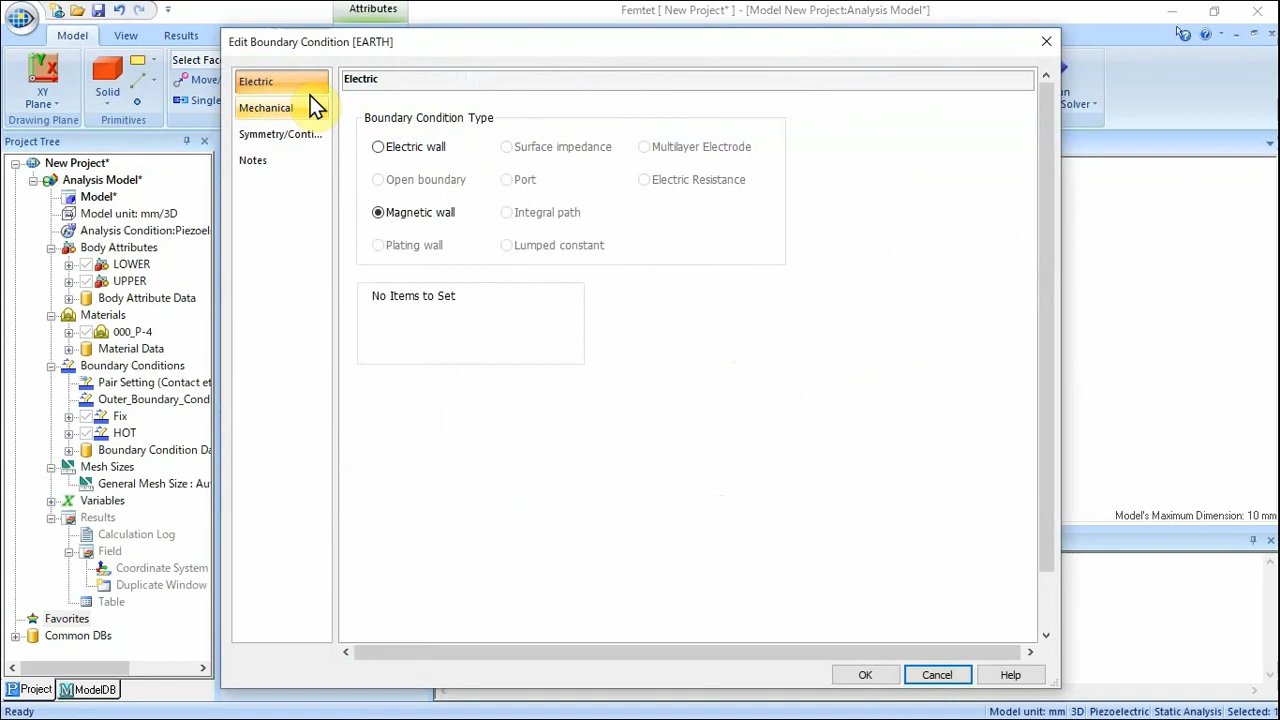 Attributes
Femtet [ New Project* ] - [Model New Project:Analysis Model*]
Model
View
Results
XY
Plane
Drawing Plane
Solid
Primitives
Select Fac
Move/
Single
Solver
Project Tree
New Project*
Analysis Model*
Model*
Model unit: mm/3D
Analysis Condition:Piezoel
Body Attributes
LOWER
UPPER
Body Attribute Data
Materials
000_P-4
Material Data
Boundary Conditions
Pair Setting (Contact et
Outer_Boundary_Cond
Fix
HOT
Boundary Condition Da
Mesh Sizes
General Mesh Size : Au
Variables
Results
Calculation Log
Field
Coordinate System
Duplicate Window
Table
Favorites
Common DBs
Project
ModelDB
Edit Boundary Condition [EARTH]
Electric
Mechanical
Symmetry/Conti...
Notes
Electric
Boundary Condition Type
Electric wall
Surface impedance
Multilayer Electrode
Open boundary
Port
Electric Resistance
Magnetic wall
Integral path
Plating wall
Lumped constant
No Items to Set
OK
Cancel
Help
Model's Maximum Dimension: 10 mm
Ready
Model unit: mm
3D
Piezoelectric
Static Analysis
Selected: 1